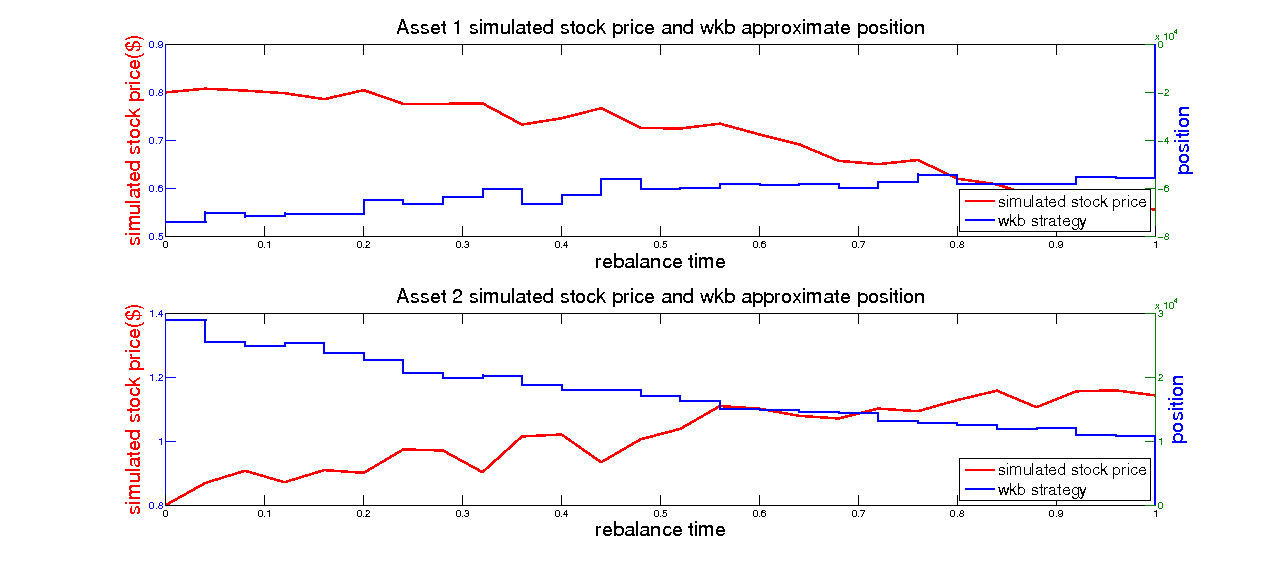 Asset 1 simulated stock price and wkb approximate position
x 10^4
simulated stock price($)
0.9
0.8
0.7
0.6
0.5
0
-2
-4
-6
-8
position
simulated stock price
wkb strategy
0 0.1 0.2 0.3 0.4 0.5 0.6 0.7 0.8 0.9 1
rebalance time
Asset 2 simulated stock price and wkb approximate position
x 10^4
simulated stock price($)
1.4
1.2
1
0.8
3
2
1
0
position
simulated stock price
wkb strategy
0 0.1 0.2 0.3 0.4 0.5 0.6 0.7 0.8 0.9 1
rebalance time